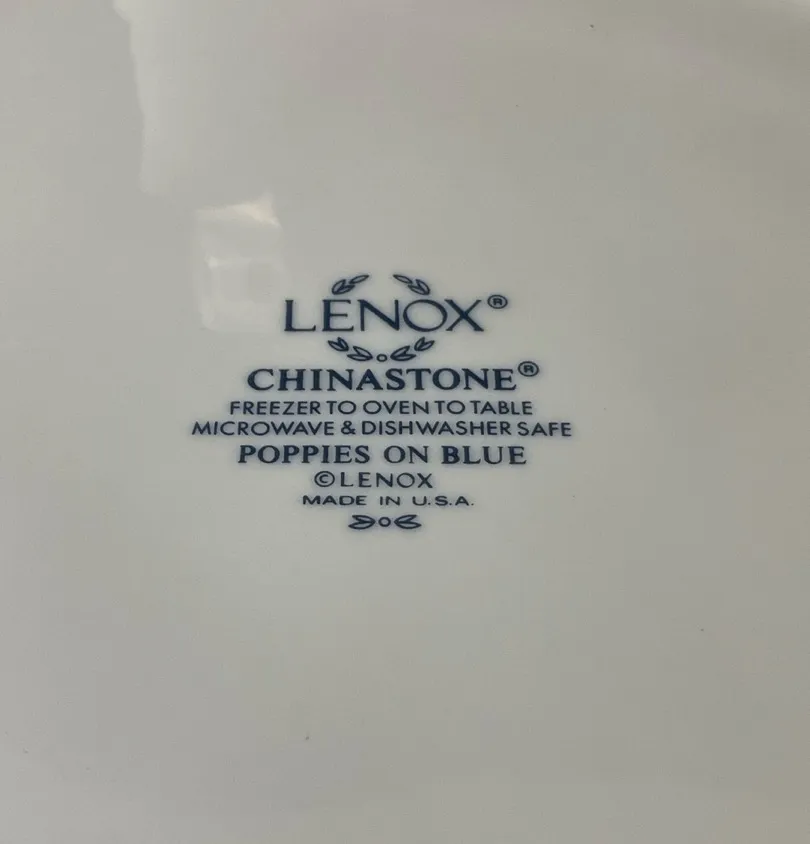 LENOX®
CHINASTONE®
FREEZER TO OVEN TO TABLE
MICROWAVE & DISHWASHER SAFE
POPPIES ON BLUE
©LENOX
MADE IN U.S.A.